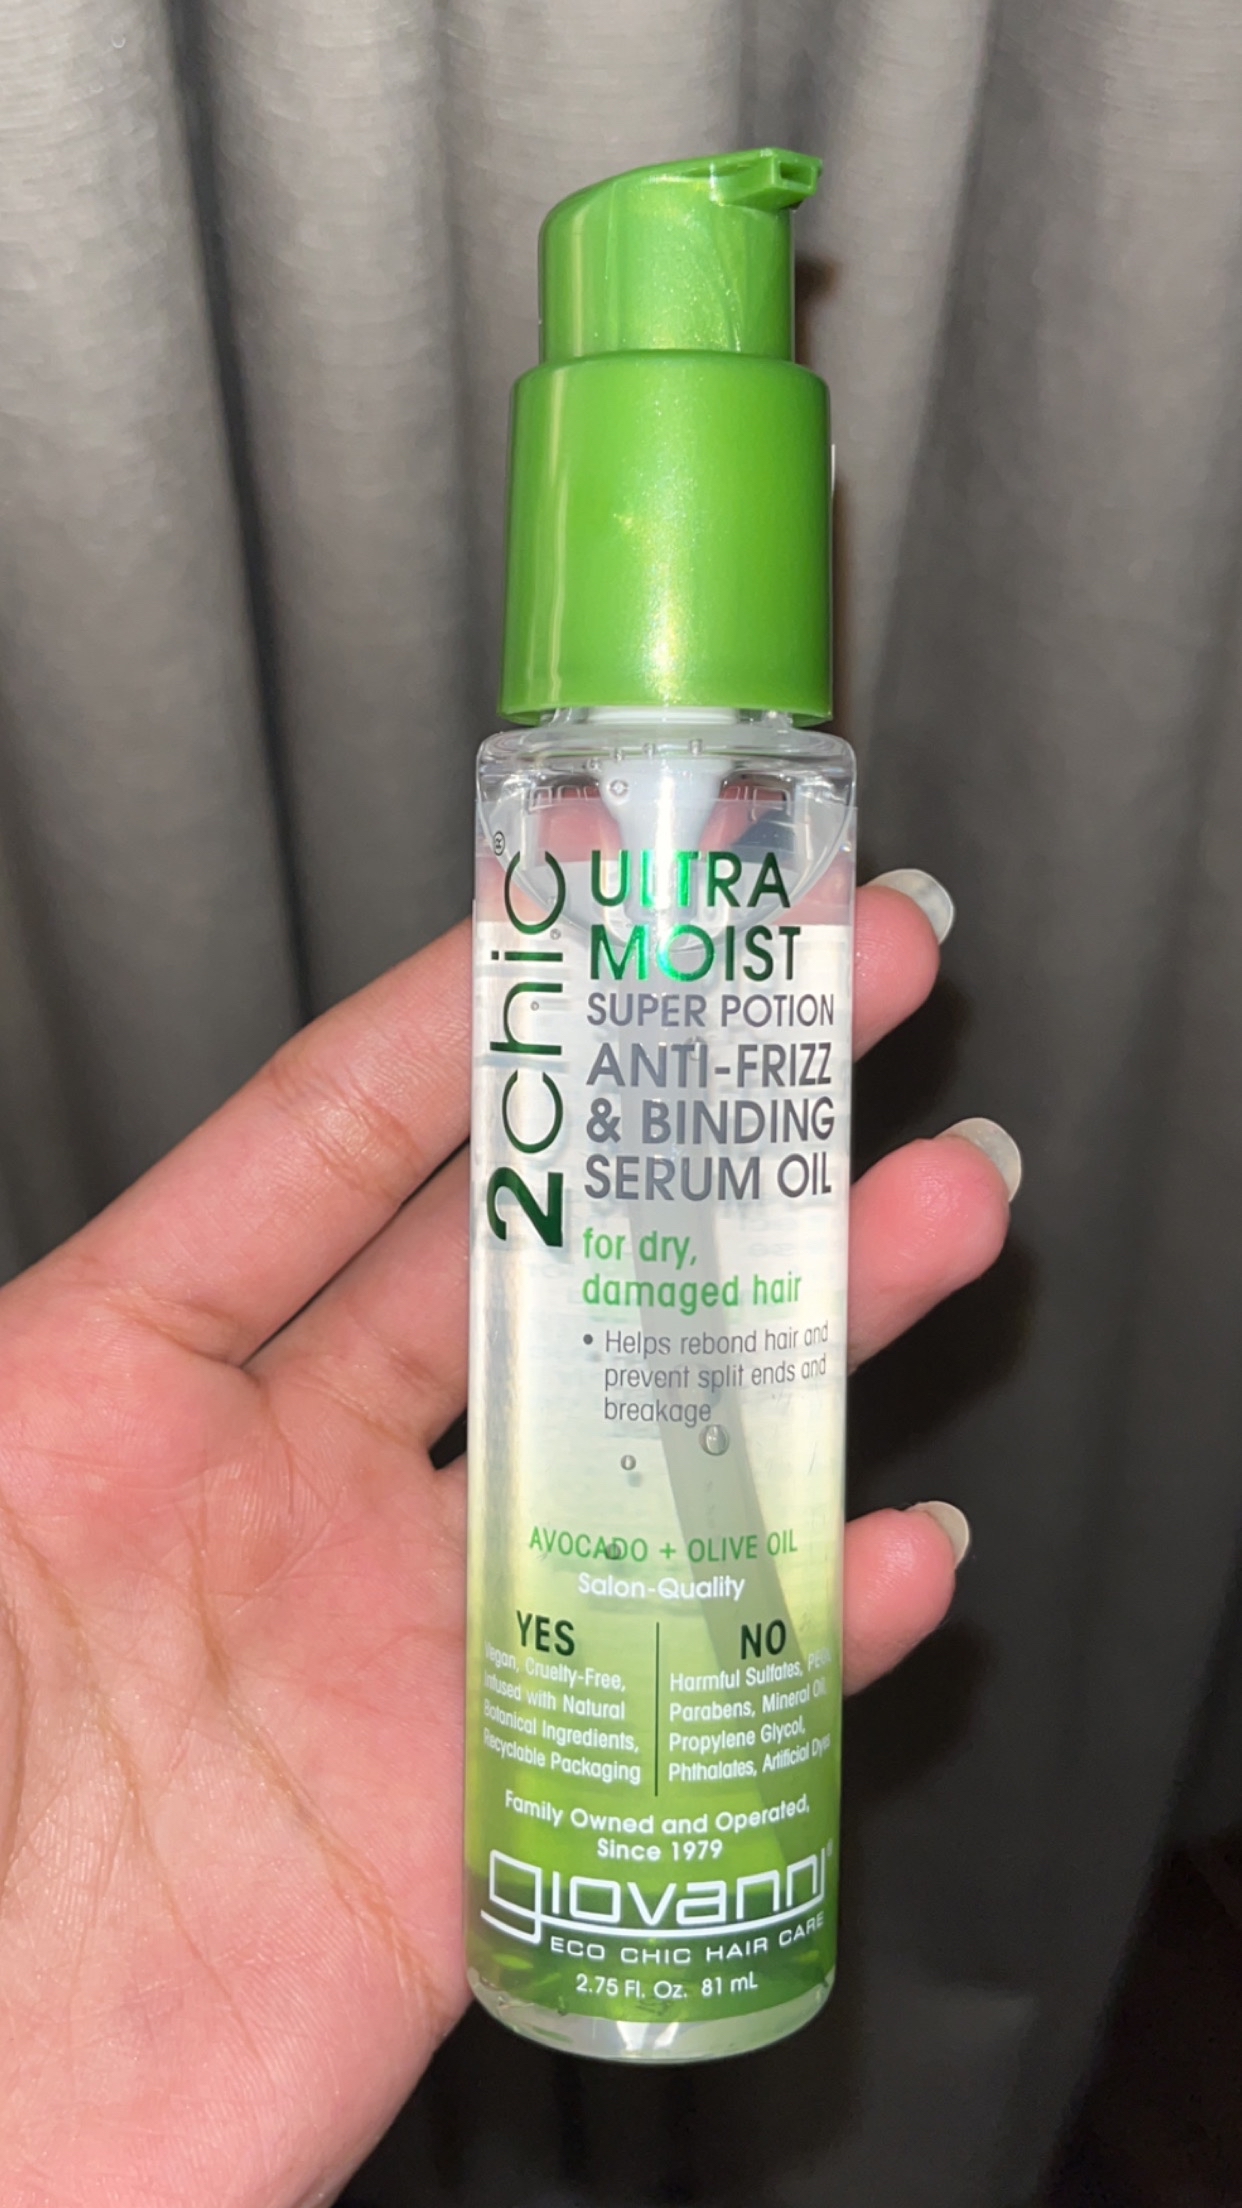 2chic®
ULTRA
MOIST
SUPER POTION
ANTI-FRIZZ
& BINDING
SERUM OIL
for dry,
damaged hair
• Helps rebond hair and
prevent split ends and
breakage
AVOCADO + OLIVE OIL
Salon-Quality
YES
Vegan, Cruelty-Free,
Infused with Natural
Botanical Ingredients,
Recyclable Packaging
NO
Harmful Sulfates,
Parabens, Mineral Oil,
Propylene Glycol,
Phthalates, Artificial Dyes
Family Owned and Operated,
Since 1979
giovanni®
ECO CHIC HAIR CARE
2.75 Fl. Oz. 81 mL